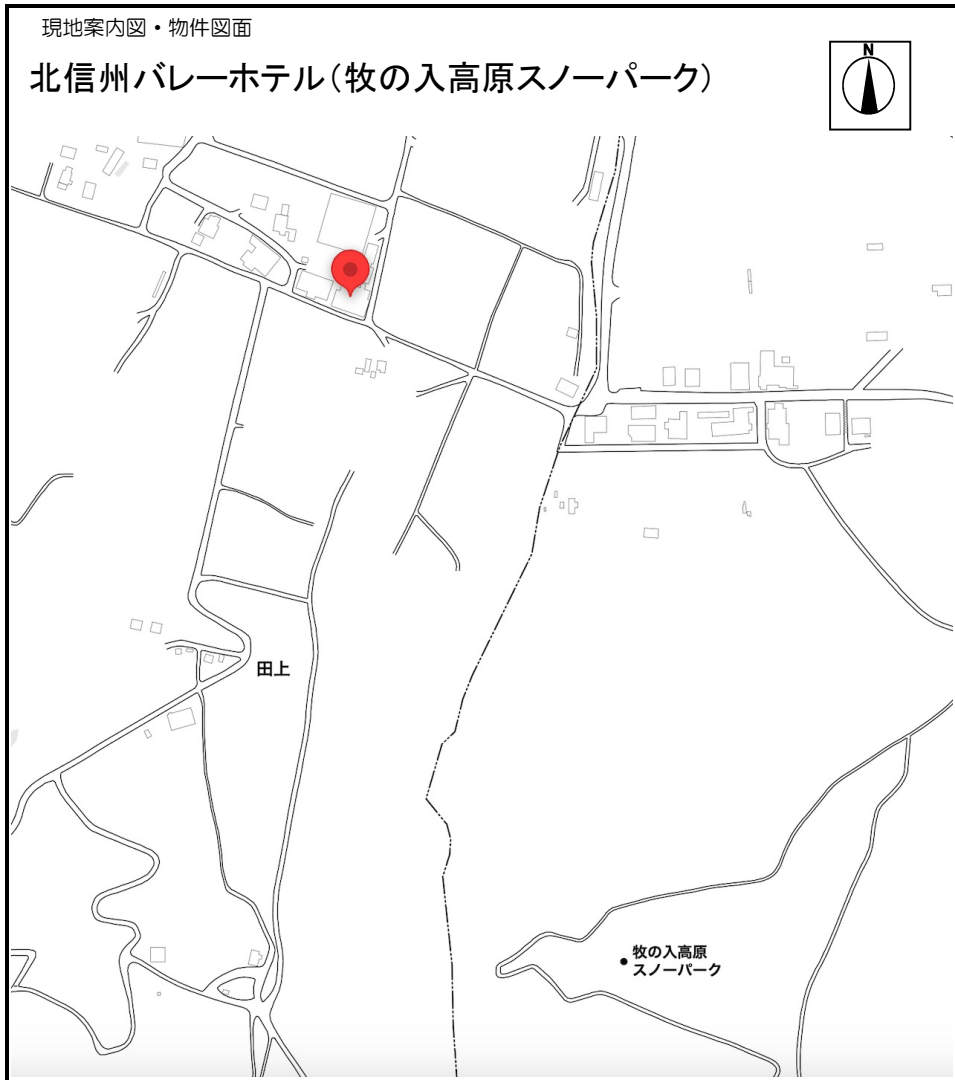 現地案内図・物件図面
北信州バレーホテル(牧の入高原スノーパーク)
N
田上
牧の入高原
スノーパーク